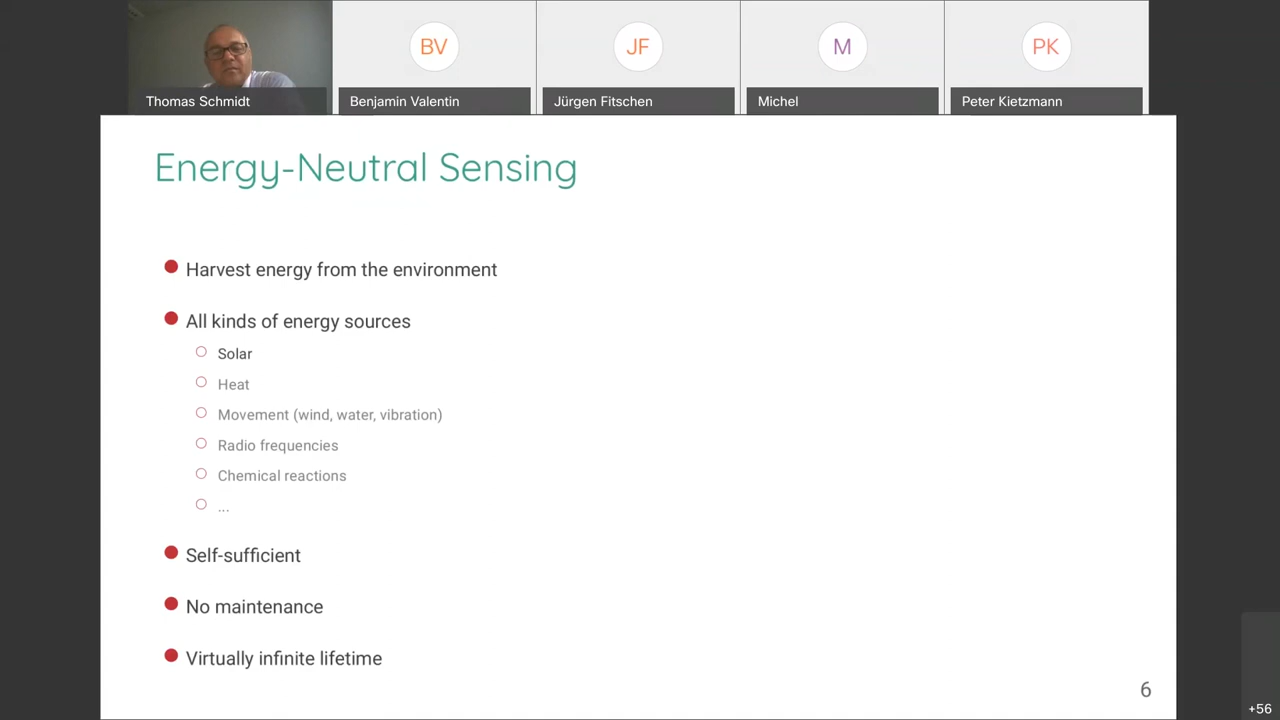 BV
JF
M
PK
Thomas Schmidt
Benjamin Valentin
Jürgen Fitschen
Michel
Peter Kietzmann
Energy-Neutral Sensing
Harvest energy from the environment
All kinds of energy sources
Solar
Heat
Movement (wind, water, vibration)
Radio frequencies
Chemical reactions
...
Self-sufficient
No maintenance
Virtually infinite lifetime
6
+56